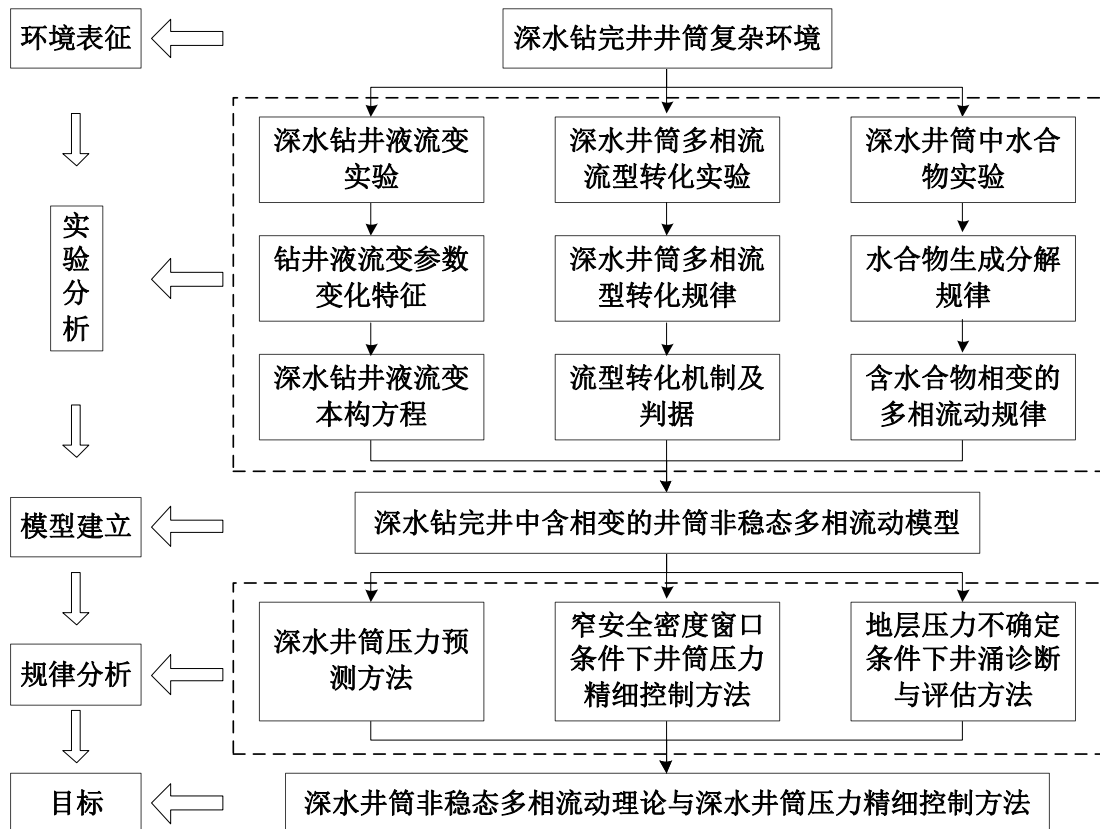 环境表征
深水钻完井井筒复杂环境
深水钻井液流变
实验
深水井筒多相流
流型转化实验
深水井筒中水合
物实验
实
验
分
析
钻井液流变参数
变化特征
深水井筒多相流
型转化规律
水合物生成分解
规律
深水钻井液流变
本构方程
流型转化机制及
判据
含水合物相变的
多相流动规律
模型建立
深水钻完井中含相变的井筒非稳态多相流动模型
规律分析
深水井筒压力预
测方法
窄安全密度窗口
条件下井筒压力
精细控制方法
地层压力不确定
条件下井涌诊断
与评估方法
目标
深水井筒非稳态多相流动理论与深水井筒压力精细控制方法